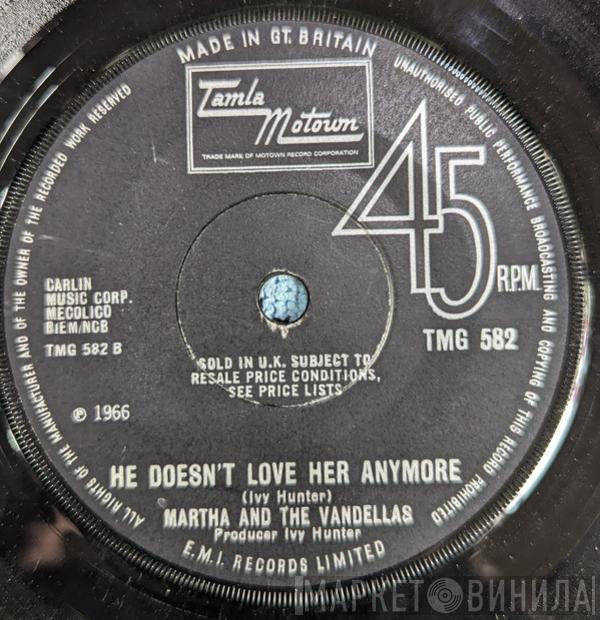 MADE IN GT. BRITAIN
UNAUTHORISED PUBLIC PERFORMANCE BROADCASTING AND COPYING OF THIS RECORD PROHIBITED
ALL RIGHTS OF THE MANUFACTURER AND OF THE OWNER OF THE RECORDED WORK RESERVED
Tamla
Motown
TRADE MARK OF MOTOWN RECORD CORPORATION
45
R.P.M.
CARLIN
MUSIC CORP.
MECOLICO
BIEM/NCB
TMG 582 B
TMG 582
SOLD IN U.K. SUBJECT TO
RESALE PRICE CONDITIONS,
SEE PRICE LISTS
℗ 1966
HE DOESN'T LOVE HER ANYMORE
(Ivy Hunter)
MARTHA AND THE VANDELLAS
Producer Ivy Hunter
E.M.I. RECORDS LIMITED
МАРКЕТОВИНИЛА